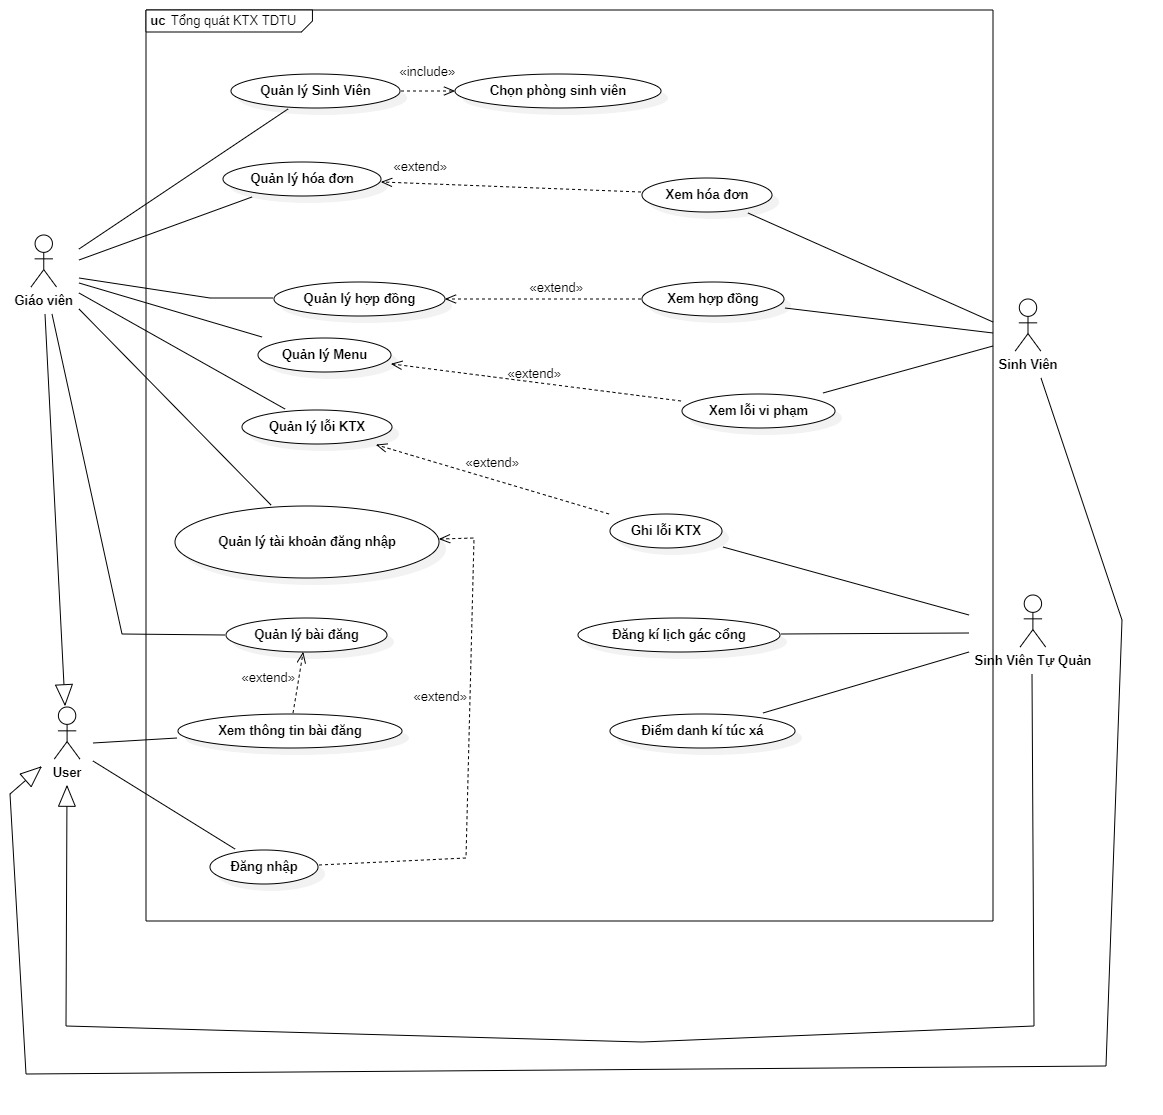 uc Tổng quát KTX TDTU
«include»
Quản lý Sinh Viên
Chọn phòng sinh viên
«extend»
Quản lý hóa đơn
Xem hóa đơn
Giáo viên
«extend»
Quản lý hợp đồng
Xem hợp đồng
Quản lý Menu
Sinh Viên
«extend»
Xem lỗi vi phạm
Quản lý lỗi KTX
«extend»
Ghi lỗi KTX
Quản lý tài khoản đăng nhập
Quản lý bài đăng
Đăng kí lịch gác cổng
Sinh Viên Tự Quản
«extend»
«extend»
Xem thông tin bài đăng
Điểm danh kí túc xá
User
Đăng nhập